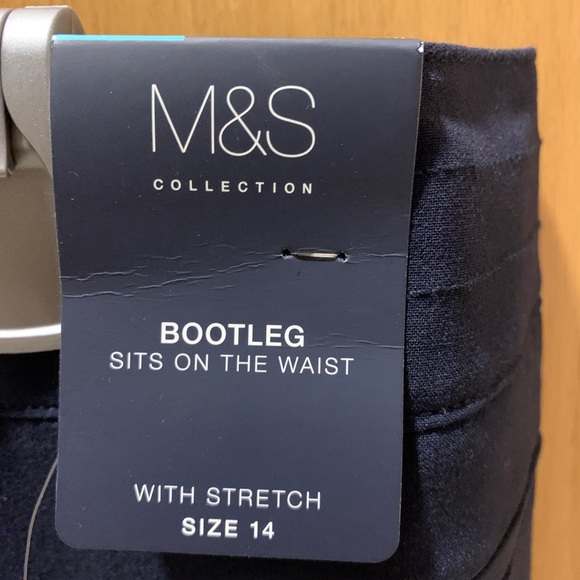 M&S
COLLECTION
BOOTLEG
SITS ON THE WAIST
WITH STRETCH
SIZE 14